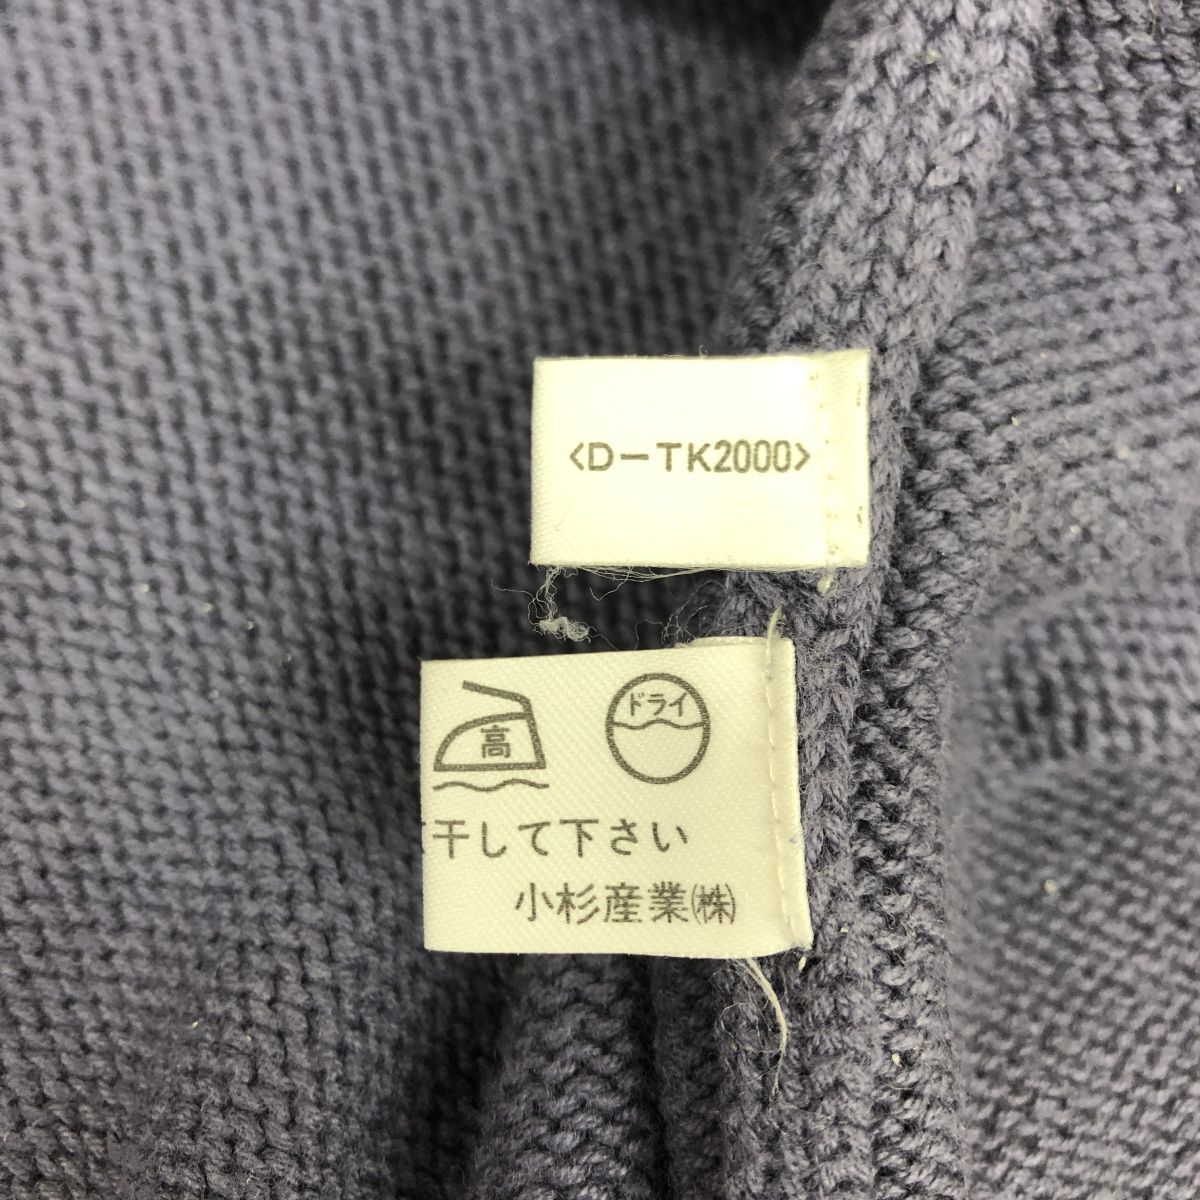 <D-TK2000>
高 ドライ
干して下さい
小杉産業㈱